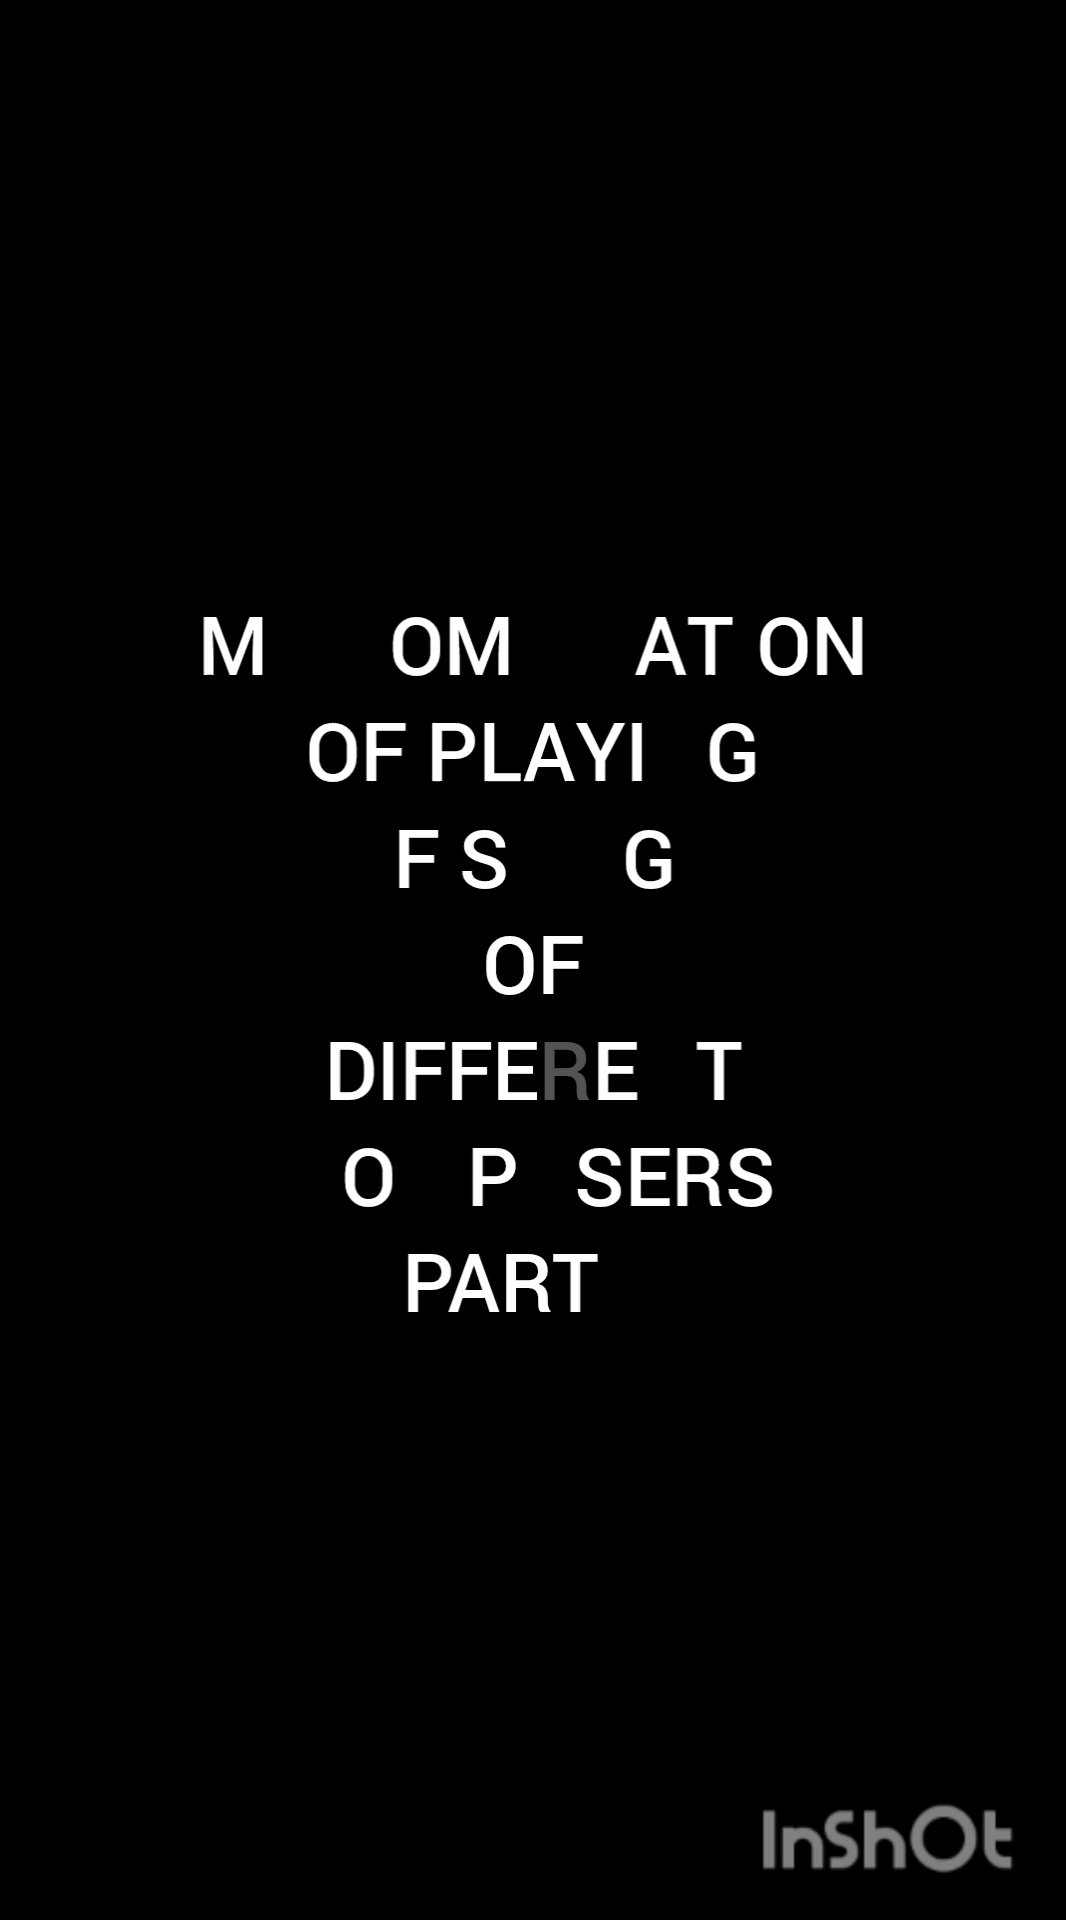 M OM AT ON
OF PLAYI G
F S G
OF
DIFFERE T
O P SERS
PART
InShOt